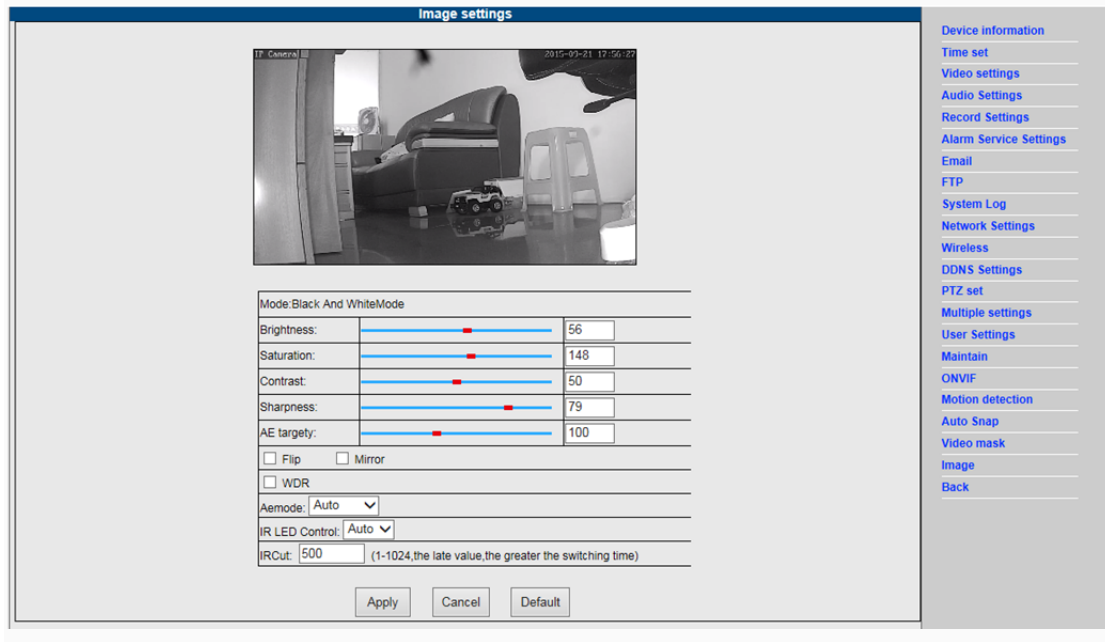 Image settings
IP Camera
2015-09-21 17:56:27
Mode:Black And WhiteMode
Brightness: 56
Saturation: 148
Contrast: 50
Sharpness: 79
AE targety: 100
Flip Mirror
WDR
Aemode: Auto
IR LED Control: Auto
IRCut: 500 (1-1024,the late value,the greater the switching time)
Apply Cancel Default
Device information
Time set
Video settings
Audio Settings
Record Settings
Alarm Service Settings
Email
FTP
System Log
Network Settings
Wireless
DDNS Settings
PTZ set
Multiple settings
User Settings
Maintain
ONVIF
Motion detection
Auto Snap
Video mask
Image
Back